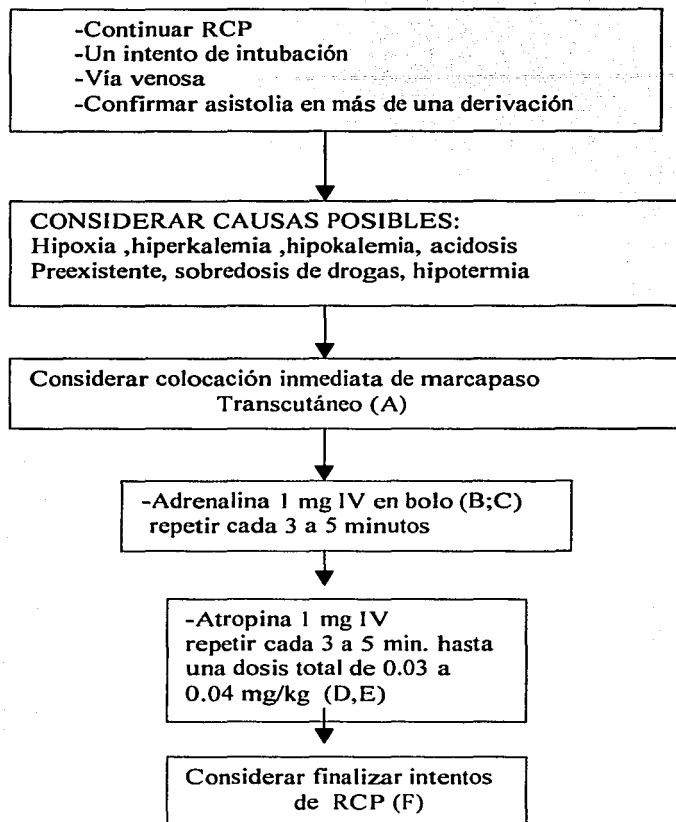 -Continuar RCP
-Un intento de intubación
-Vía venosa
-Confirmar asistolia en más de una derivación
CONSIDERAR CAUSAS POSIBLES:
Hipoxia ,hiperkalemia ,hipokalemia, acidosis
Preexistente, sobredosis de drogas, hipotermia
Considerar colocación inmediata de marcapaso
Transcutáneo (A)
-Adrenalina 1 mg IV en bolo (B;C)
repetir cada 3 a 5 minutos
-Atropina 1 mg IV
repetir cada 3 a 5 min. hasta
una dosis total de 0.03 a
0.04 mg/kg (D,E)
Considerar finalizar intentos
de RCP (F)